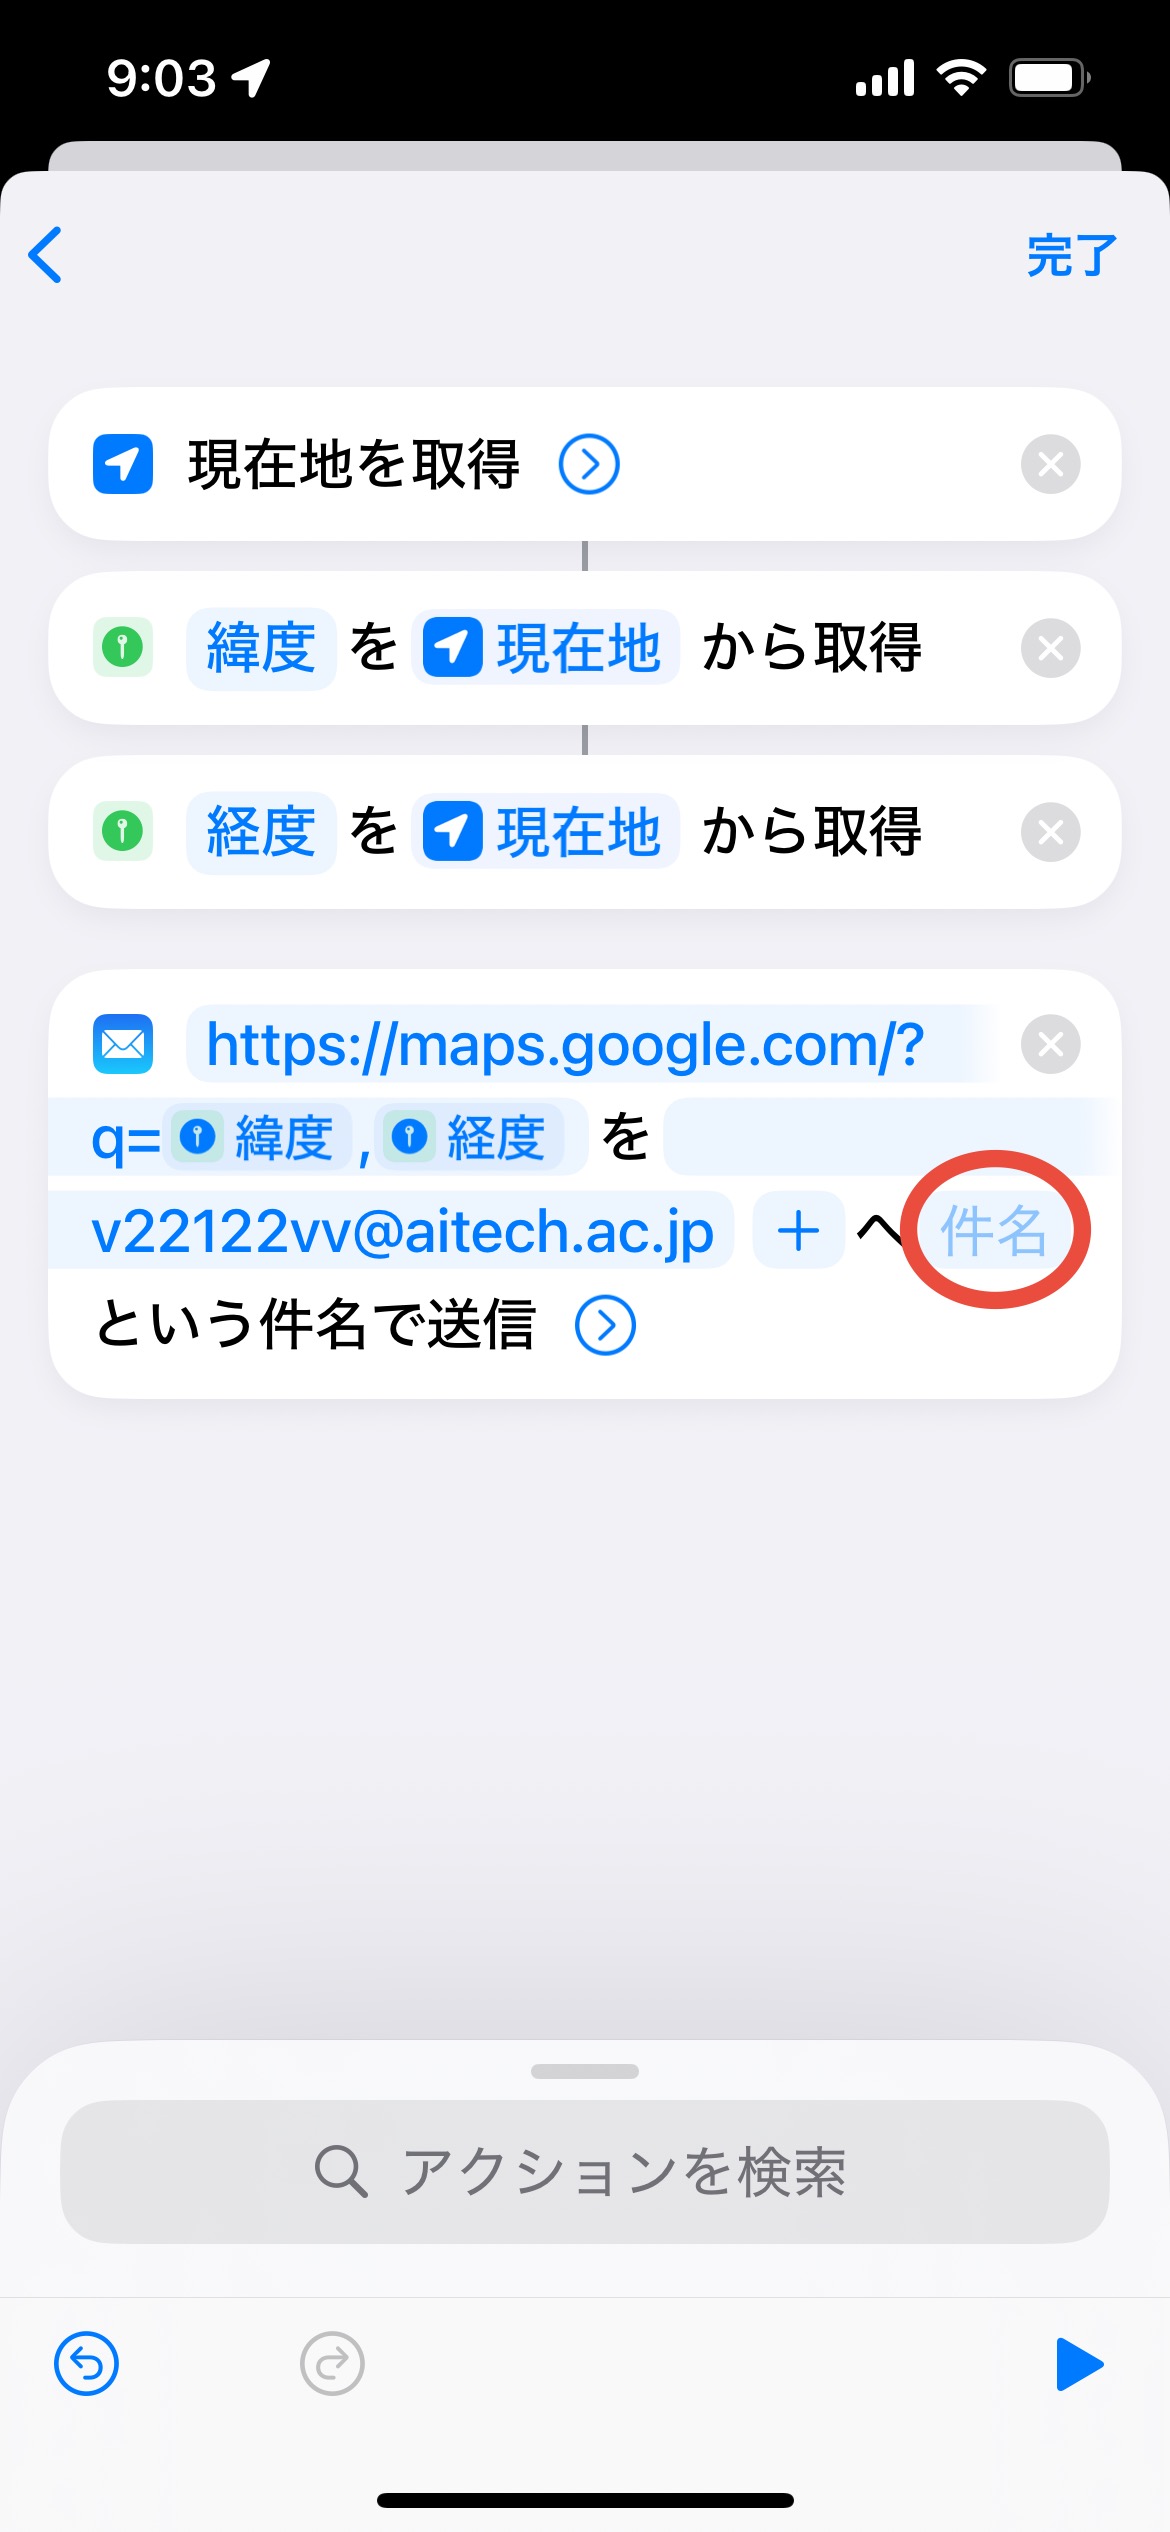 9:03
完了
現在地を取得
緯度 を 現在地 から取得
経度 を 現在地 から取得
https://maps.google.com/?
q= 緯度 , 経度 を
v22122vv@aitech.ac.jp + へ 件名
という件名で送信
アクションを検索